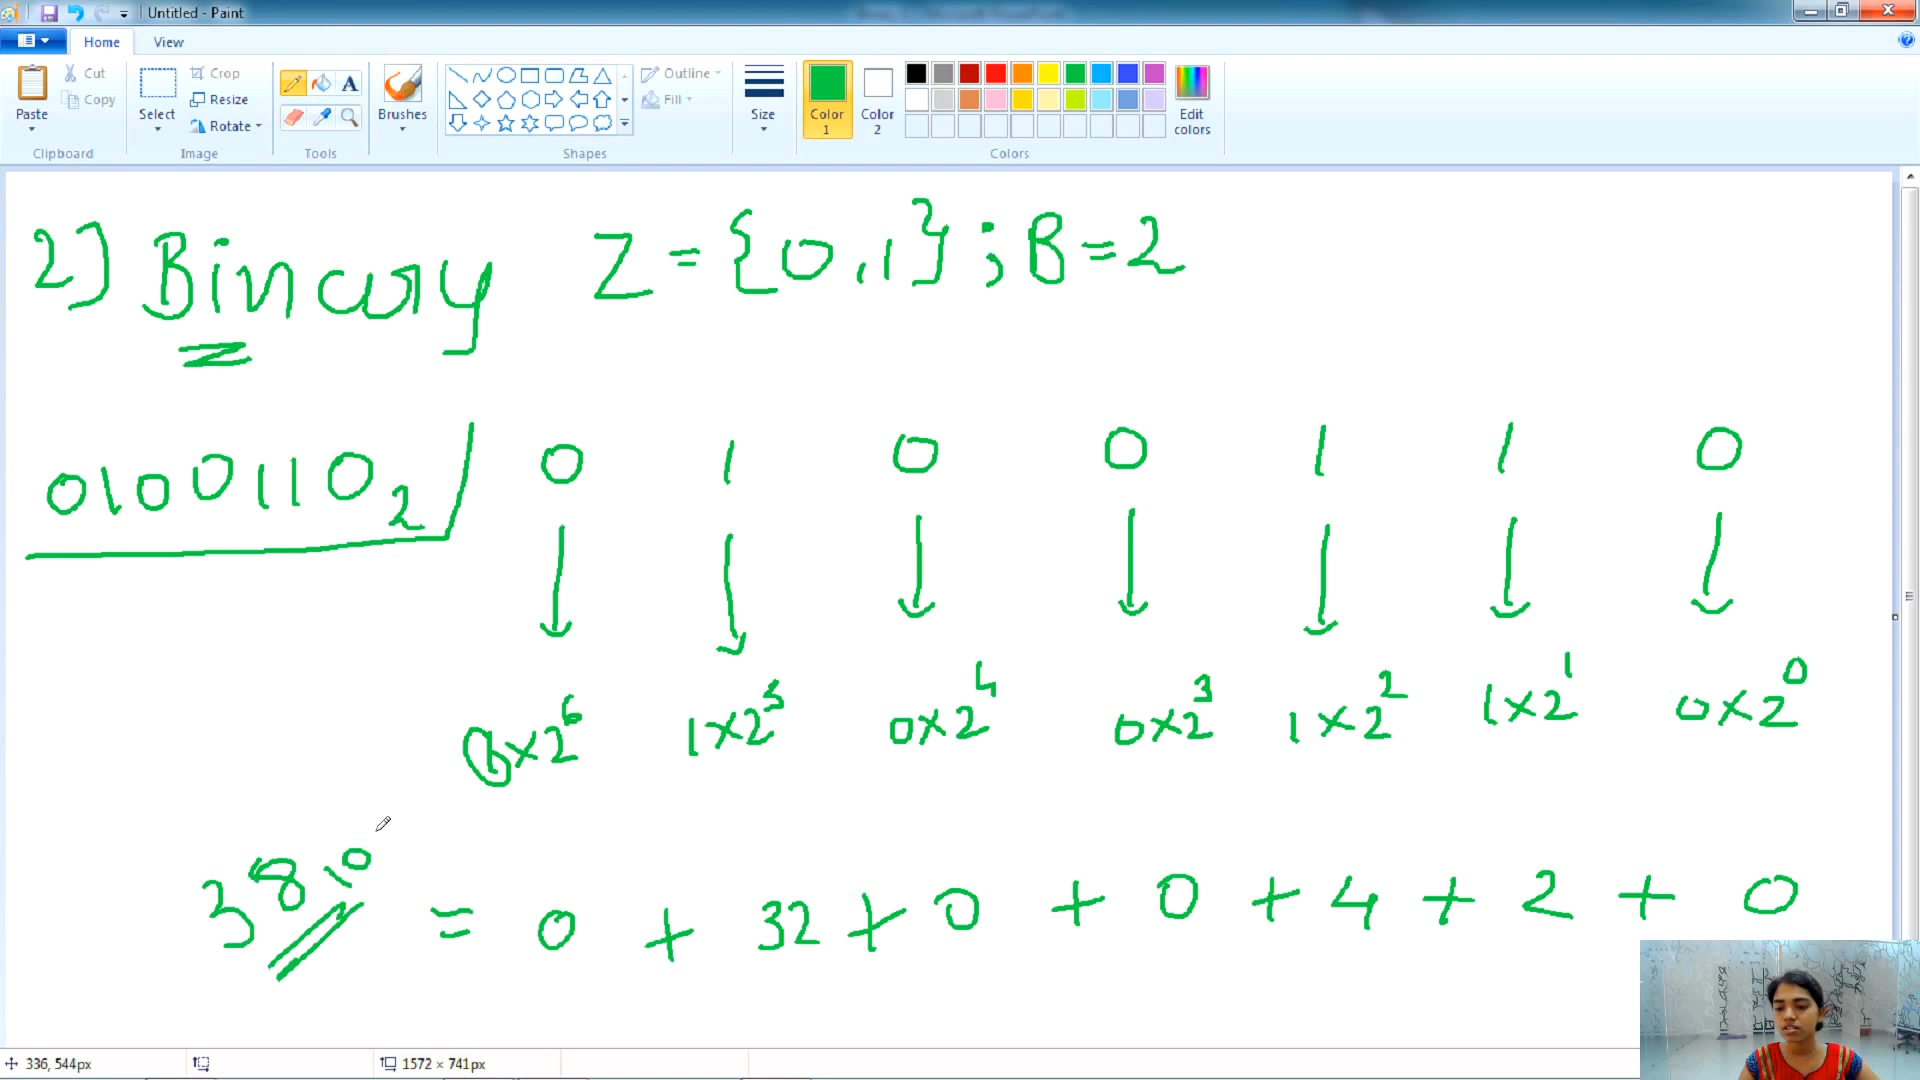 Untitled - Paint
Home View
Paste Cut Copy Select Crop Resize Rotate Brushes Outline Fill Size Color 1 Color 2 Edit colors
Clipboard Image Tools Shapes Colors
2] Binary Z = {0,1} ; B = 2
0100110₂ 0 1 0 0 1 1 0
0×2⁶ 1×2⁵ 0×2⁴ 0×2³ 1×2² 1×2¹ 0×2⁰
38₁₀ = 0 + 32 + 0 + 0 + 4 + 2 + 0
336, 544px 1572 × 741px